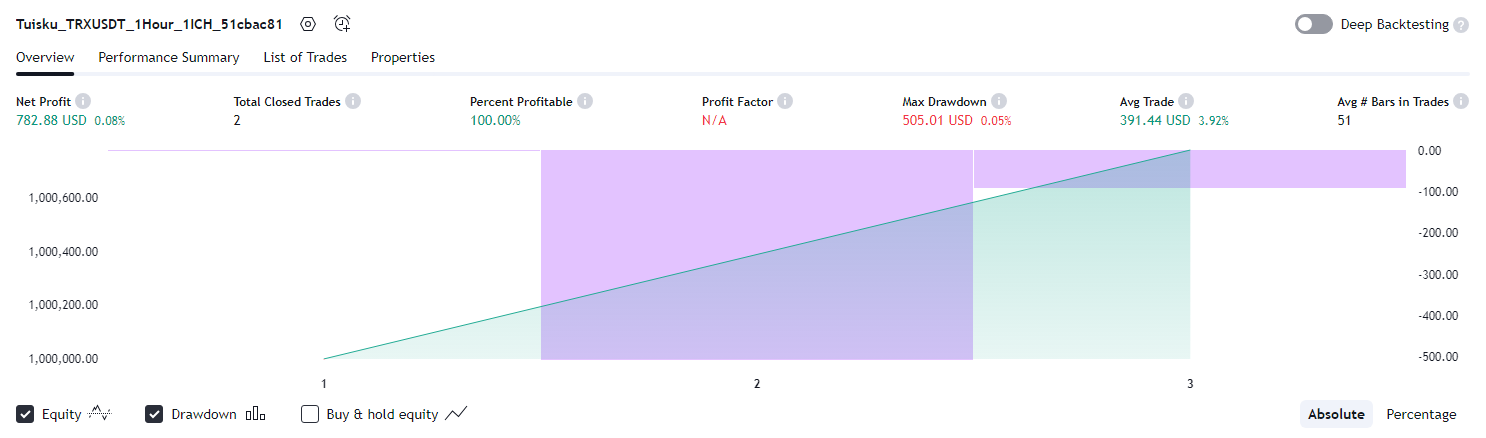 Tuisku_TRXUSDT_1Hour_1ICH_51cbac81
Deep Backtesting
Overview Performance Summary List of Trades Properties
Net Profit Total Closed Trades Percent Profitable Profit Factor Max Drawdown Avg Trade Avg # Bars in Trades
782.88 USD 0.08% 2 100.00% N/A 505.01 USD 0.05% 391.44 USD 3.92% 51
0.00
1,000,600.00 -100.00
-200.00
1,000,400.00
-300.00
1,000,200.00
-400.00
1,000,000.00 -500.00
1 2 3
Equity Drawdown Buy & hold equity Absolute Percentage